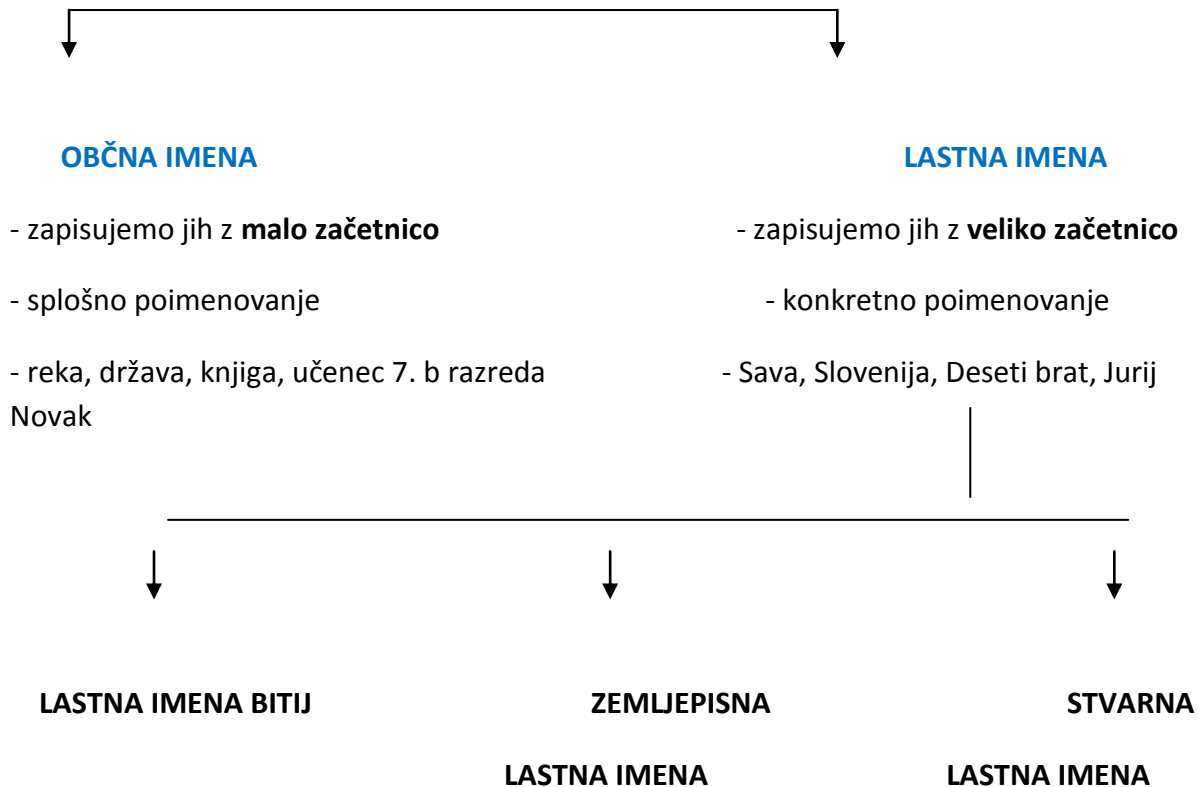 OBČNA IMENA LASTNA IMENA
- zapisujemo jih z malo začetnico - zapisujemo jih z veliko začetnico
- splošno poimenovanje - konkretno poimenovanje
- reka, država, knjiga, učenec 7. b razreda - Sava, Slovenija, Deseti brat, Jurij
Novak
LASTNA IMENA BITIJ ZEMLJEPISNA STVARNA
LASTNA IMENA LASTNA IMENA